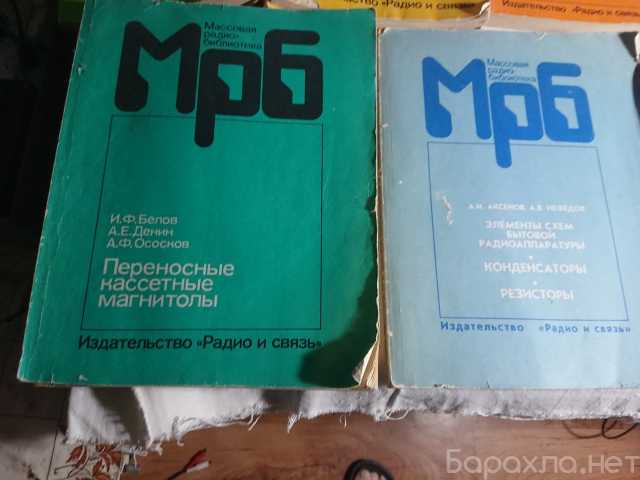 Издательство «Радио и связь»
Массовая
радио-
библиотека
Мрб
И.Ф.Белов
А.Е.Денин
А.Ф.Ососков
Переносные
кассетные
магнитолы
Издательство «Радио и связь»
Массовая
радио-
библиотека
Мрб
А.И. АКСЕНОВ, А.В. НЕФЕДОВ
ЭЛЕМЕНТЫ СХЕМ
БЫТОВОЙ
РАДИОАППАРАТУРЫ
•
КОНДЕНСАТОРЫ
•
РЕЗИСТОРЫ
Издательство «Радио и связь»
Барахла.нет